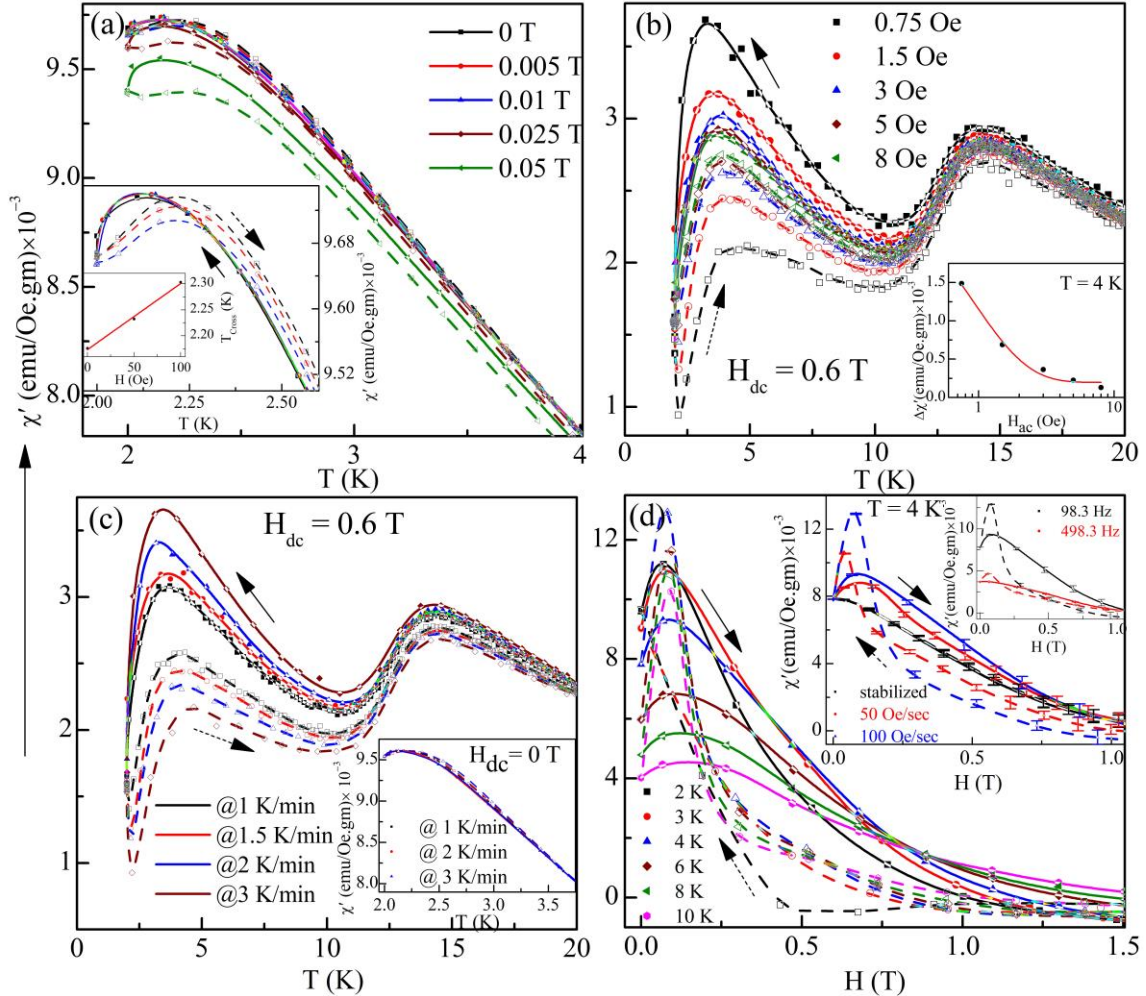 (a)
0 T
0.005 T
0.01 T
0.025 T
0.05 T
χ′ (emu/Oe.gm)×10⁻³
9.5
9.0
8.5
8.0
2
3
4
T (K)
9.68
9.60
9.52
χ′ (emu/Oe.gm)×10⁻³
2.00
2.25
2.50
T (K)
2.30
2.25
2.20
T_Cross (K)
0
50
100
H (Oe)
(b)
0.75 Oe
1.5 Oe
3 Oe
5 Oe
8 Oe
4
3
2
1
H_dc = 0.6 T
0
5
10
15
20
T (K)
T = 4 K
Δχ′(emu/Oe.gm)×10⁻³
1.5
1.0
0.5
0.0
1
10
H_ac (Oe)
(c)
H_dc = 0.6 T
3
2
1
@1 K/min
@1.5 K/min
@2 K/min
@3 K/min
0
5
10
15
20
T (K)
H_dc = 0 T
χ′ (emu/Oe.gm)×10⁻³
9.5
9.0
8.5
8.0
@ 1 K/min
@ 2 K/min
@ 3 K/min
2.0
2.5
3.0
3.5
T (K)
(d)
12
8
4
0
2 K
3 K
4 K
6 K
8 K
10 K
0.0
0.5
1.0
1.5
H (T)
T = 4 K
χ′(emu/Oe.gm)×10⁻³
12
8
4
0
stabilized
50 Oe/sec
100 Oe/sec
0.0
0.5
1.0
H (T)
98.3 Hz
498.3 Hz
χ′(emu/Oe.gm)×10⁻³
0
0.0
0.5
1.0
H (T)